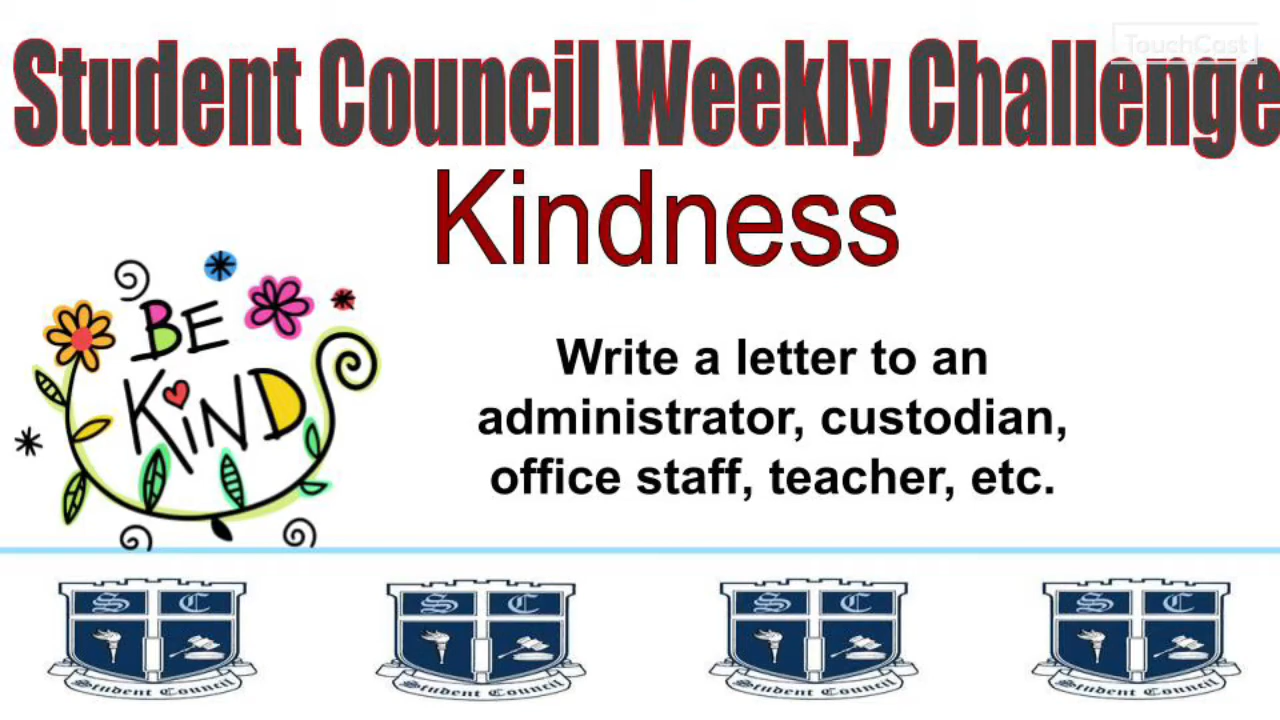 TouchCast
Student Council Weekly Challenge
Kindness
BE
KiND
Write a letter to an
administrator, custodian,
office staff, teacher, etc.
S C
Student Council
S C
Student Council
S C
Student Council
S C
Student Council